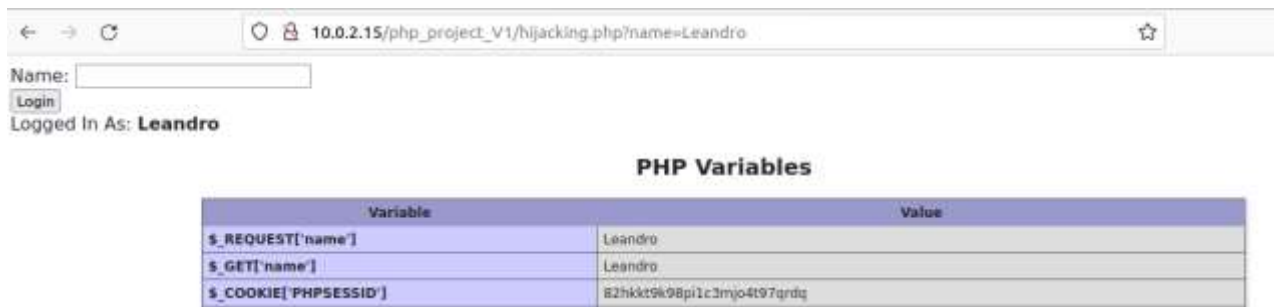 10.0.2.15/php_project_V1/hijacking.php?name=Leandro
Name:
Login
Logged In As: Leandro
PHP Variables
Variable Value
$_REQUEST['name'] Leandro
$_GET['name'] Leandro
$_COOKIE['PHPSESSID'] 82hkkt9k98pi1c3mjo4t97qrdq